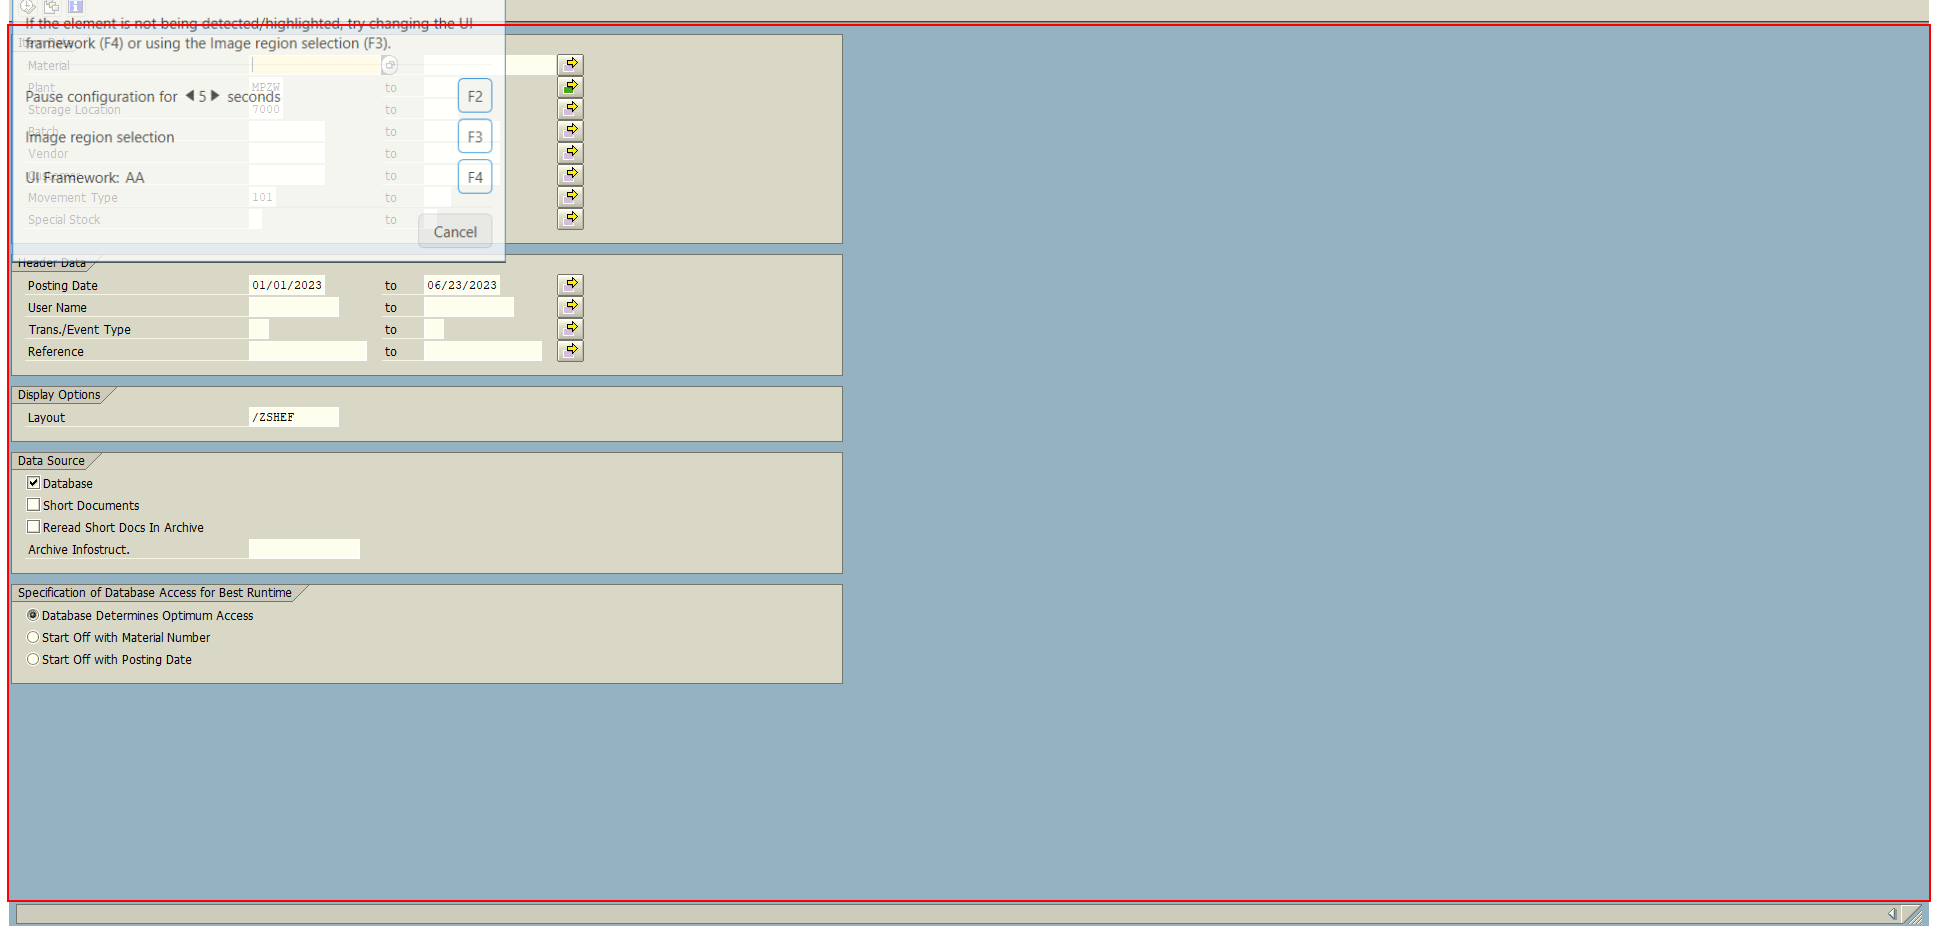 If the element is not being detected/highlighted, try changing the UI
framework (F4) or using the Image region selection (F3).
Item Data
Material
Plant MPZW to
Pause configuration for 5 seconds F2
Storage Location 7000 to
Batch to
Image region selection F3
Vendor to
Customer to
UI Framework: AA F4
Movement Type 101 to
Special Stock to
Cancel
Header Data
Posting Date 01/01/2023 to 06/23/2023
User Name to
Trans./Event Type to
Reference to
Display Options
Layout /ZSHEF
Data Source
Database
Short Documents
Reread Short Docs In Archive
Archive Infostruct.
Specification of Database Access for Best Runtime
Database Determines Optimum Access
Start Off with Material Number
Start Off with Posting Date